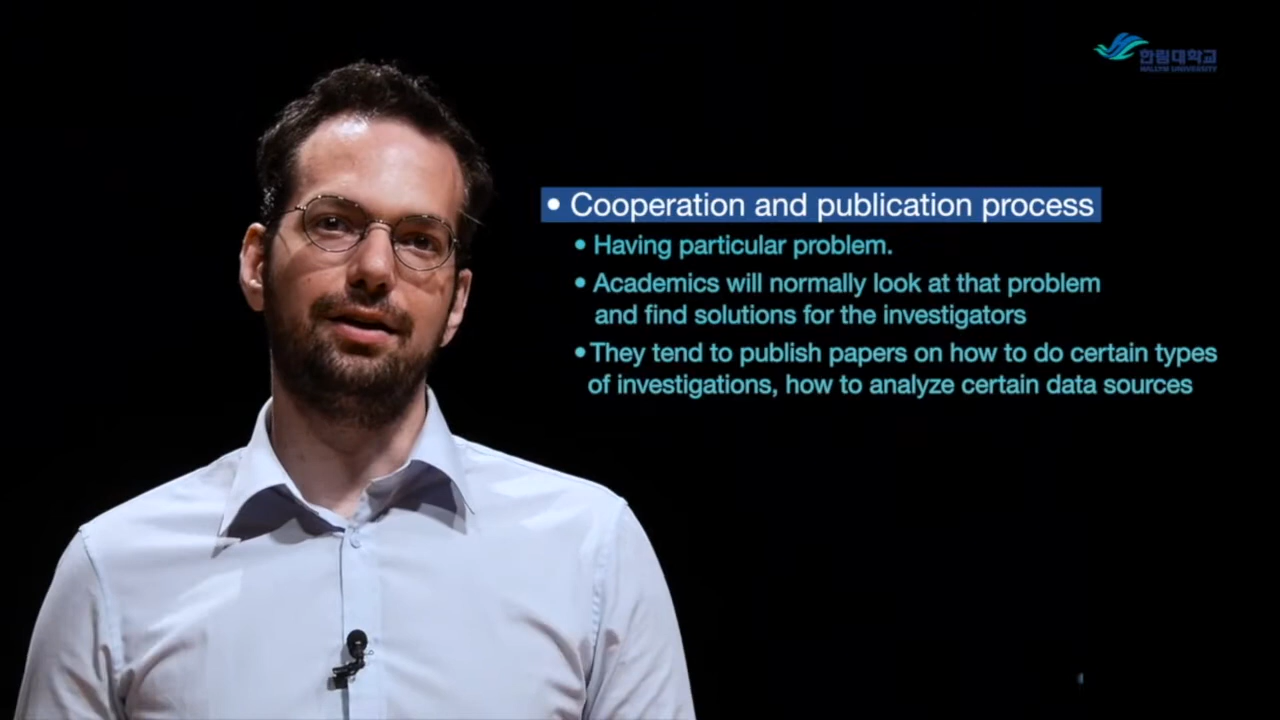 한림대학교
HALLYM UNIVERSITY
• Cooperation and publication process
• Having particular problem.
• Academics will normally look at that problem
and find solutions for the investigators
• They tend to publish papers on how to do certain types
of investigations, how to analyze certain data sources